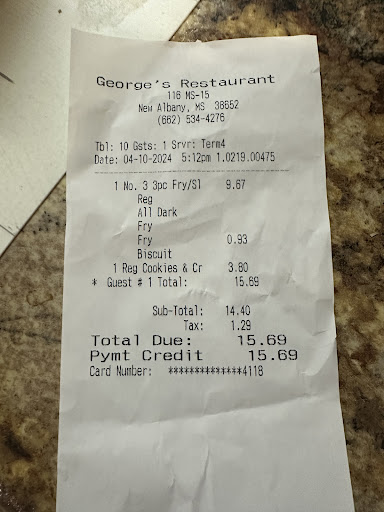 George's Restaurant
116 MS-15
New Albany, MS 38652
(662) 534-4276
Tbl: 10 Gsts: 1 Srvr: Term4
Date: 04-10-2024 5:12pm 1.0219.00475
1 No. 3 3pc Fry/Sl 9.67
Reg
All Dark
Fry
Fry 0.93
Biscuit
1 Reg Cookies & Cr 3.80
* Guest # 1 Total: 15.69
Sub-Total: 14.40
Tax: 1.29
Total Due: 15.69
Pymt Credit 15.69
Card Number: **************4118